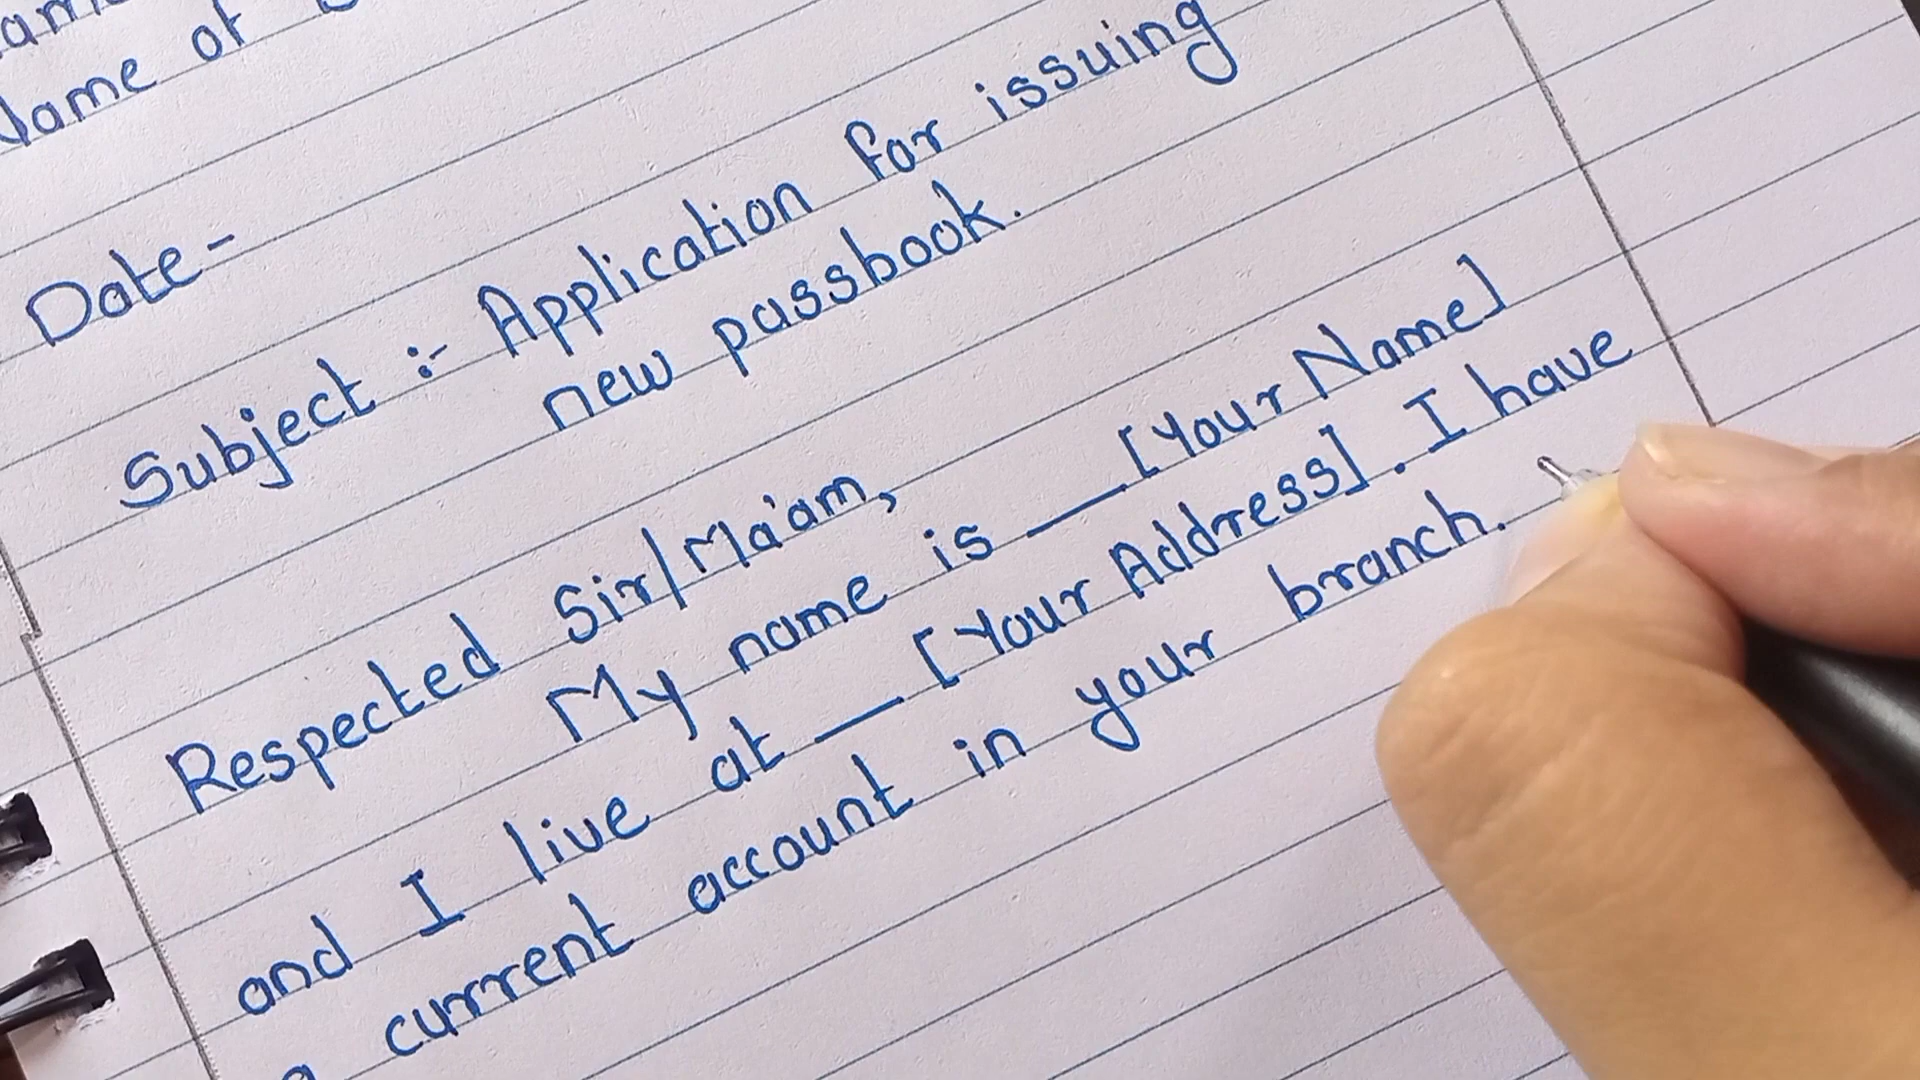 Name of
Date -
Subject :- Application for issuing
new passbook.
Respected Sir/Ma'am,
My name is ___ [Your Name]
and I live at ___ [Your Address]. I have
a current account in your branch.